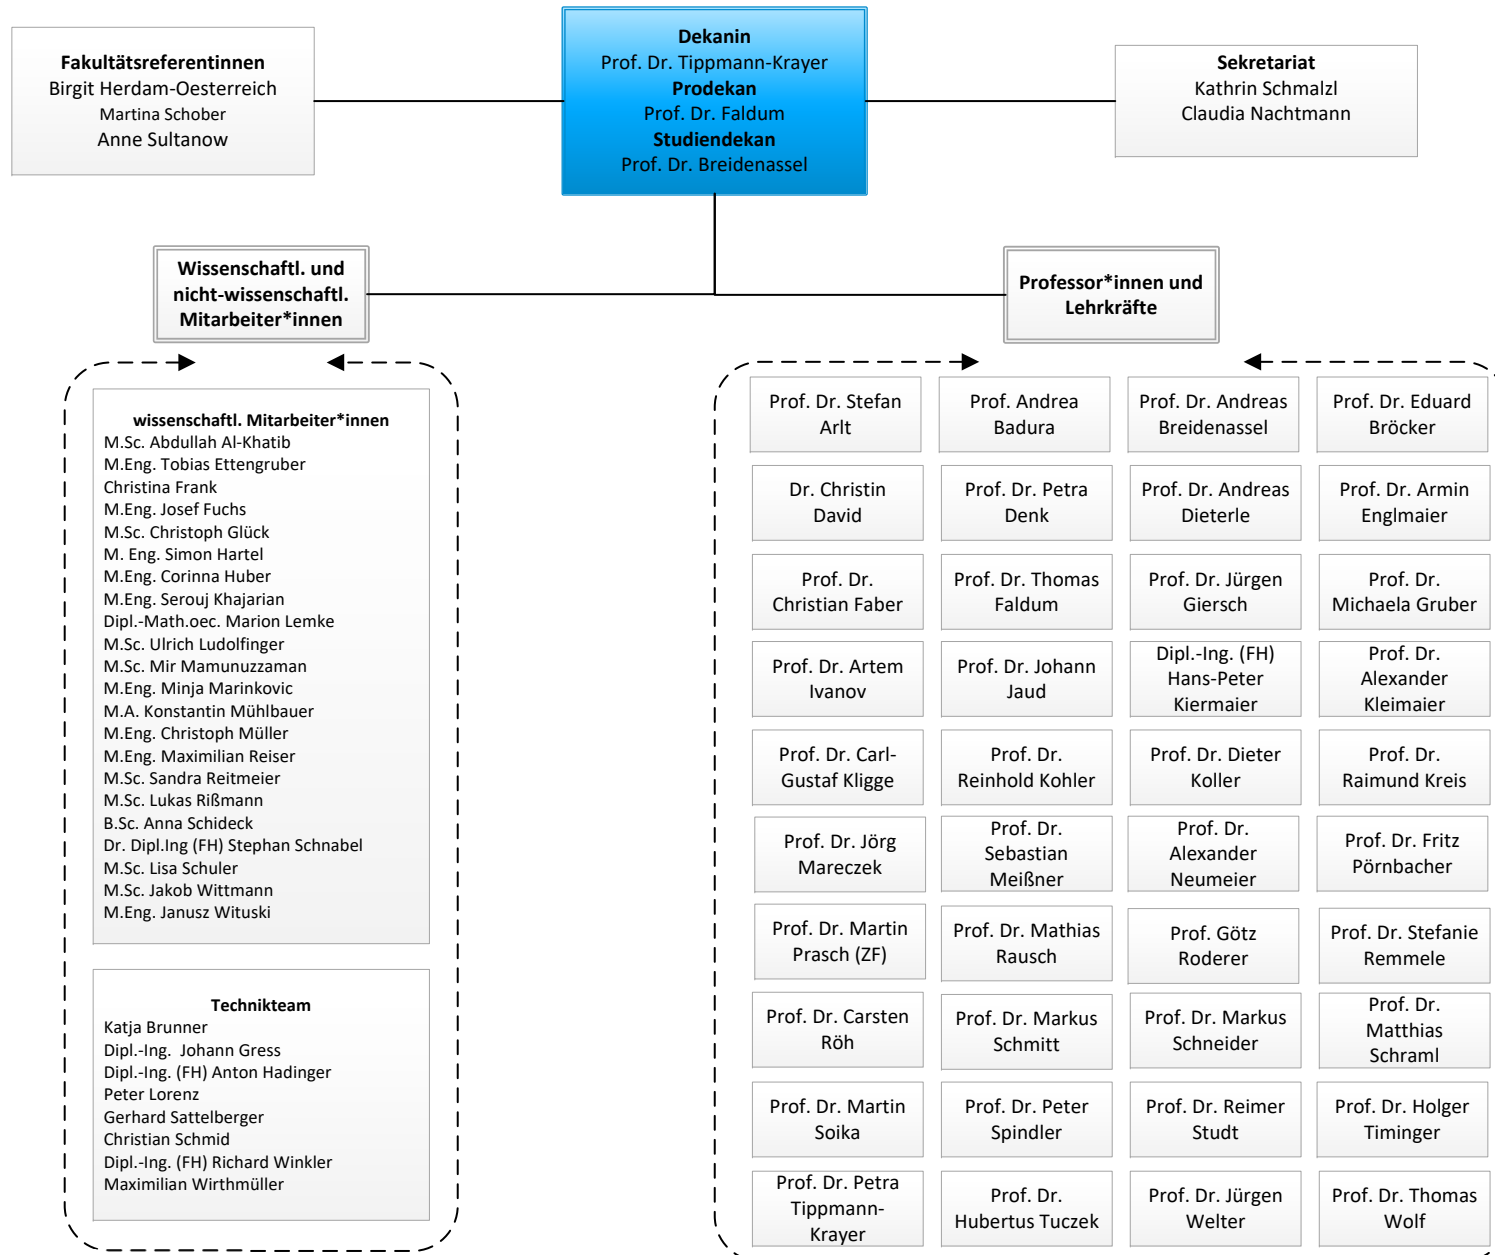 Fakultätsreferentinnen
Birgit Herdam-Oesterreich
Martina Schober
Anne Sultanow
Dekanin
Prof. Dr. Tippmann-Krayer
Prodekan
Prof. Dr. Faldum
Studiendekan
Prof. Dr. Breidenassel
Sekretariat
Kathrin Schmalzl
Claudia Nachtmann
Wissenschaftl. und
nicht-wissenschaftl.
Mitarbeiter*innen
Professor*innen und
Lehrkräfte
wissenschaftl. Mitarbeiter*innen
M.Sc. Abdullah Al-Khatib
M.Eng. Tobias Ettengruber
Christina Frank
M.Eng. Josef Fuchs
M.Sc. Christoph Glück
M. Eng. Simon Hartel
M.Eng. Corinna Huber
M.Eng. Serouj Khajarian
Dipl.-Math.oec. Marion Lemke
M.Sc. Ulrich Ludolfinger
M.Sc. Mir Mamunuzzaman
M.Eng. Minja Marinkovic
M.A. Konstantin Mühlbauer
M.Eng. Christoph Müller
M.Eng. Maximilian Reiser
M.Sc. Sandra Reitmeier
M.Sc. Lukas Rißmann
B.Sc. Anna Schideck
Dr. Dipl.Ing (FH) Stephan Schnabel
M.Sc. Lisa Schuler
M.Sc. Jakob Wittmann
M.Eng. Janusz Wituski
Technikteam
Katja Brunner
Dipl.-Ing.  Johann Gress
Dipl.-Ing. (FH) Anton Hadinger
Peter Lorenz
Gerhard Sattelberger
Christian Schmid
Dipl.-Ing. (FH) Richard Winkler
Maximilian Wirthmüller
Prof. Dr. Stefan
Arlt
Prof. Andrea
Badura
Prof. Dr. Andreas
Breidenassel
Prof. Dr. Eduard
Bröcker
Dr. Christin
David
Prof. Dr. Petra
Denk
Prof. Dr. Andreas
Dieterle
Prof. Dr. Armin
Englmaier
Prof. Dr.
Christian Faber
Prof. Dr. Thomas
Faldum
Prof. Dr. Jürgen
Giersch
Prof. Dr.
Michaela Gruber
Prof. Dr. Artem
Ivanov
Prof. Dr. Johann
Jaud
Dipl.-Ing. (FH)
Hans-Peter
Kiermaier
Prof. Dr.
Alexander
Kleimaier
Prof. Dr. Carl-
Gustaf Kligge
Prof. Dr.
Reinhold Kohler
Prof. Dr. Dieter
Koller
Prof. Dr.
Raimund Kreis
Prof. Dr. Jörg
Mareczek
Prof. Dr.
Sebastian
Meißner
Prof. Dr.
Alexander
Neumeier
Prof. Dr. Fritz
Pörnbacher
Prof. Dr. Martin
Prasch (ZF)
Prof. Dr. Mathias
Rausch
Prof. Götz
Roderer
Prof. Dr. Stefanie
Remmele
Prof. Dr. Carsten
Röh
Prof. Dr. Markus
Schmitt
Prof. Dr. Markus
Schneider
Prof. Dr.
Matthias
Schraml
Prof. Dr. Martin
Soika
Prof. Dr. Peter
Spindler
Prof. Dr. Reimer
Studt
Prof. Dr. Holger
Timinger
Prof. Dr. Petra
Tippmann-
Krayer
Prof. Dr.
Hubertus Tuczek
Prof. Dr. Jürgen
Welter
Prof. Dr. Thomas
Wolf